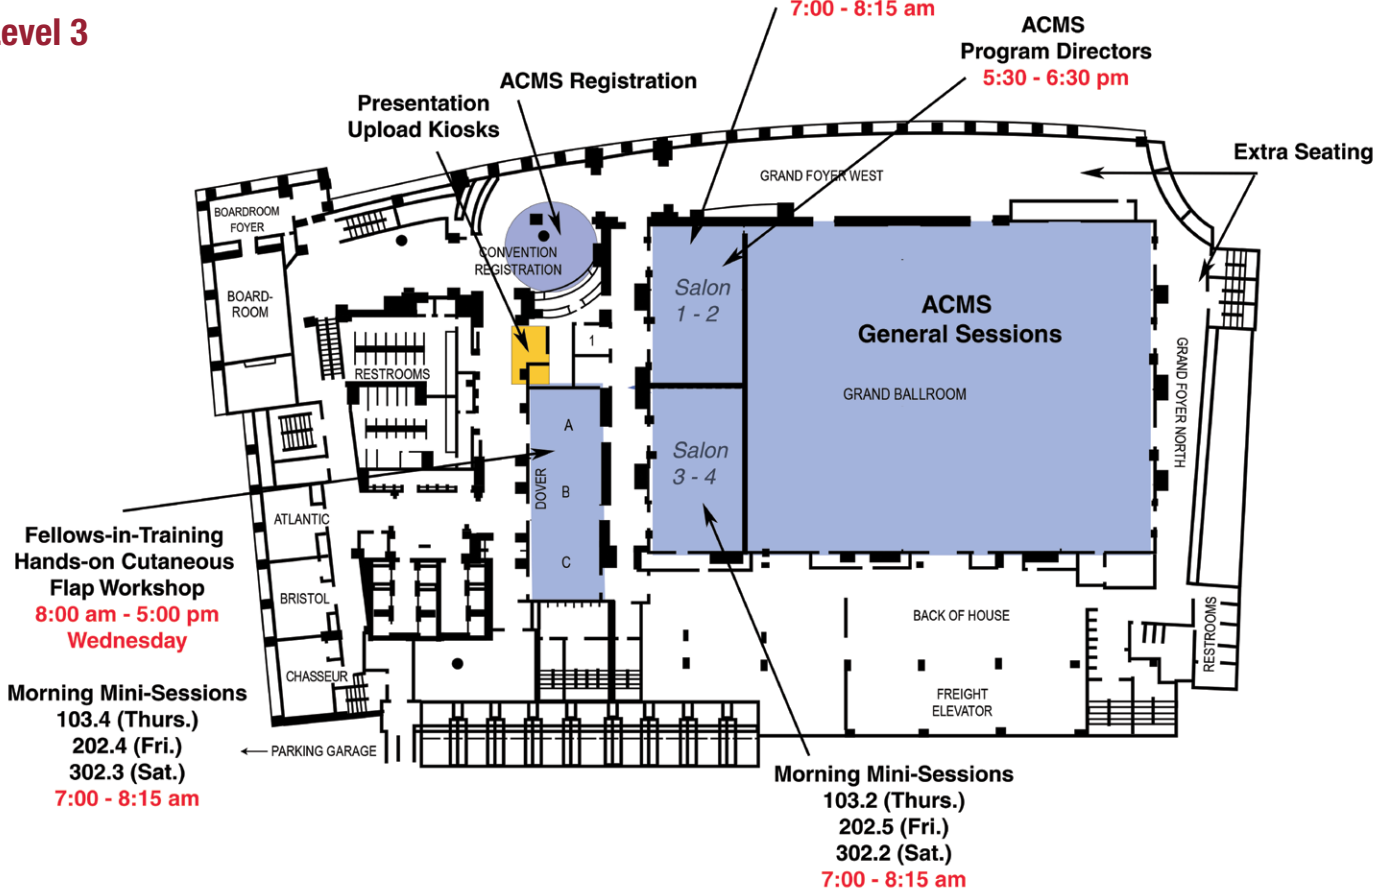 Level 3
7:00 - 8:15 am
ACMS
Program Directors
5:30 - 6:30 pm
ACMS Registration
Presentation
Upload Kiosks
Extra Seating
GRAND FOYER WEST
BOARDROOM
FOYER
CONVENTION
REGISTRATION
BOARD-
ROOM
Salon
1 - 2
ACMS
General Sessions
1
RESTROOMS
GRAND FOYER NORTH
GRAND BALLROOM
A
Salon
3 - 4
DOVER
B
ATLANTIC
C
Fellows-in-Training
Hands-on Cutaneous
Flap Workshop
8:00 am - 5:00 pm
Wednesday
BRISTOL
BACK OF HOUSE
RESTROOMS
CHASSEUR
FREIGHT
ELEVATOR
Morning Mini-Sessions
103.4 (Thurs.)
202.4 (Fri.)
302.3 (Sat.)
7:00 - 8:15 am
PARKING GARAGE
Morning Mini-Sessions
103.2 (Thurs.)
202.5 (Fri.)
302.2 (Sat.)
7:00 - 8:15 am